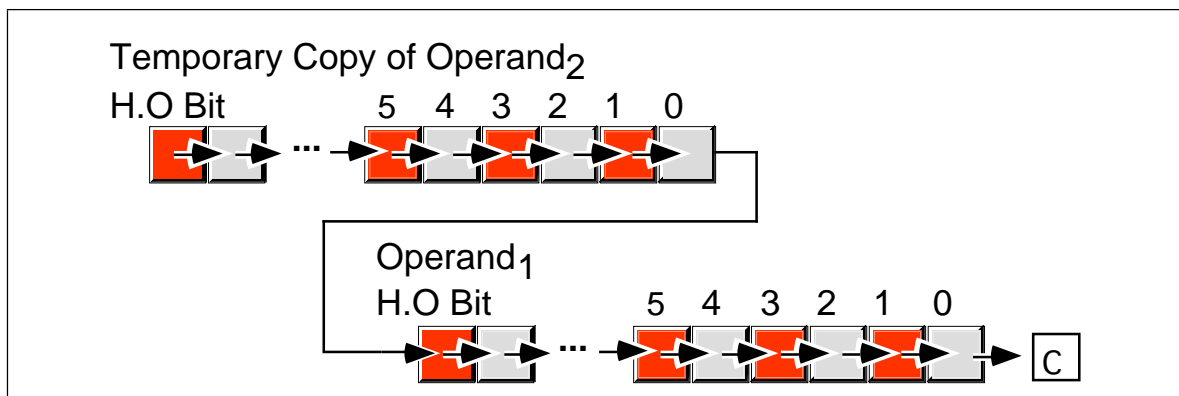 Temporary Copy of Operand2
H.O Bit 5 4 3 2 1 0
...
Operand1
H.O Bit 5 4 3 2 1 0
...
C